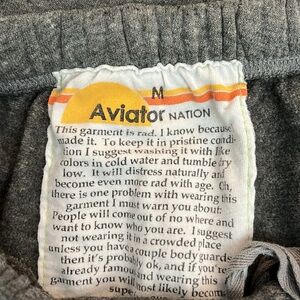 M
Aviator NATION
This garment is rad. I know because I
made it. To keep it in pristine condi-
tion I suggest washing it with like
colors in cold water and tumble dry
low. It will distress naturally and
become even more rad with age. Oh,
there is one problem with wearing this
garment I must warn you about:
People will come out of no where and
want to know who you are. I suggest
not wearing it in a crowded place
unless you have a couple body guards
then it's probably ok, and if you're
already famous and wearing this
garment you will most likely become
super